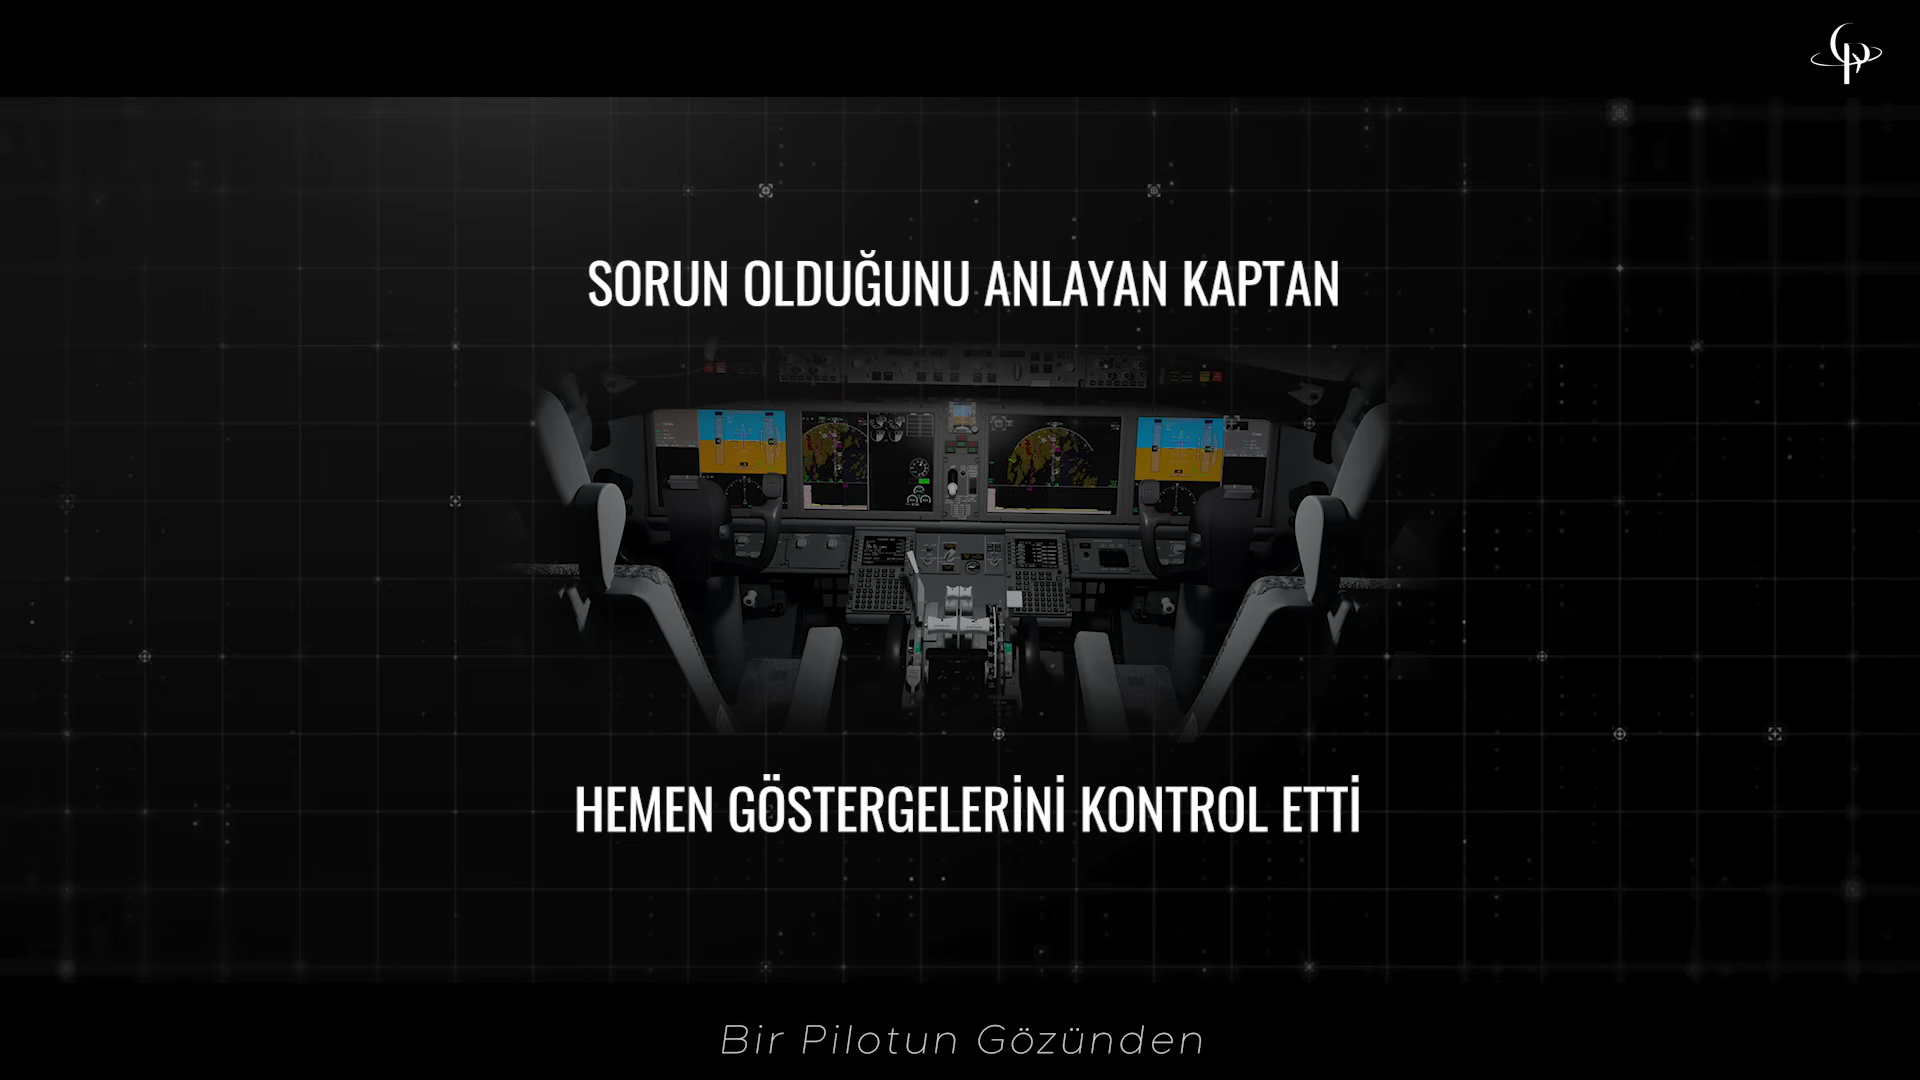 SORUN OLDUĞUNU ANLAYAN KAPTAN
HEMEN GÖSTERGELERİNİ KONTROL ETTİ
Bir Pilotun Gözünden